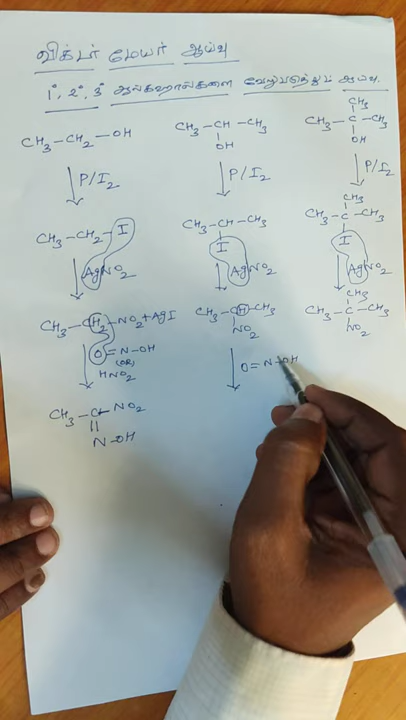 விக்டர் மேயர் ஆய்வு
1°, 2°, 3° ஆல்கஹால்களை வேறுபடுத்தும் ஆய்வு.
CH₃-CH₂-OH
P/I₂
CH₃-CH₂-I
AgNO₂
CH₃-CH₂-NO₂+AgI
O=N-OH
(OR)
HNO₂
CH₃-C-NO₂
||
N-OH
CH₃-CH-CH₃
OH
P/I₂
CH₃-CH-CH₃
I
AgNO₂
CH₃-CH-CH₃
NO₂
O=N-OH
CH₃
CH₃-C-CH₃
OH
P/I₂
CH₃
CH₃-C-CH₃
I
AgNO₂
CH₃
CH₃-C-CH₃
NO₂